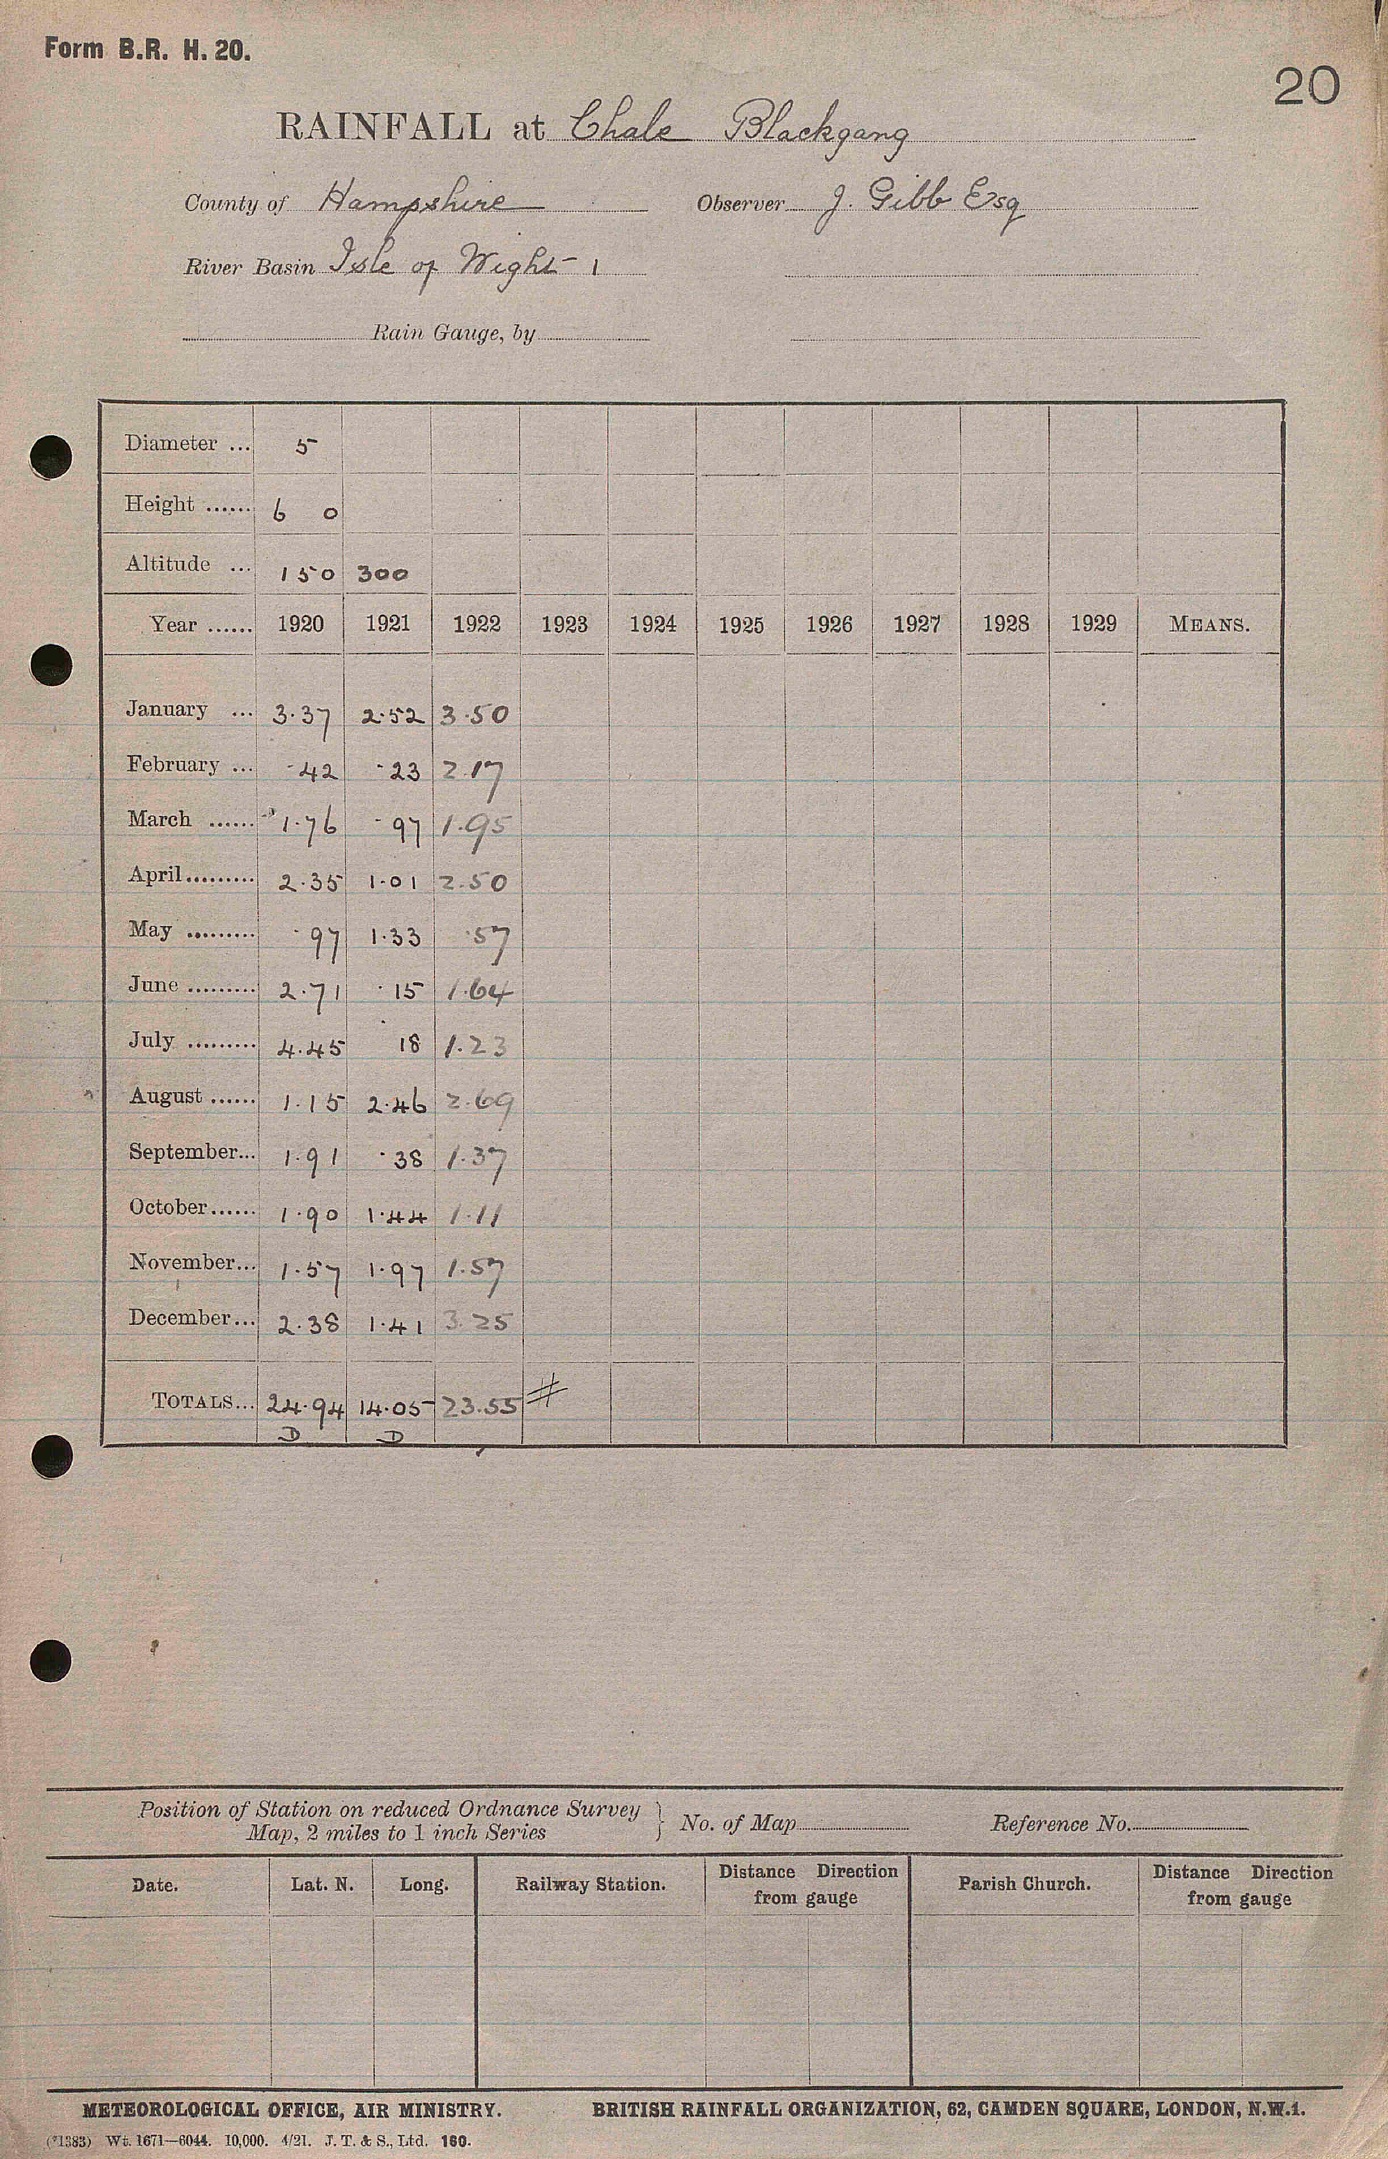 Form B.R. H. 20.
20
RAINFALL at Chale Blackgang
County of Hampshire Observer J. Gibb Esq
River Basin Isle of Wight 1
Rain Gauge, by
Diameter ... 5
Height ...... 6 0
Altitude ... 150 300
Year ...... 1920 1921 1922 1923 1924 1925 1926 1927 1928 1929 MEANS.
January ... 3.37 2.52 3.50
February ... .42 .23 2.17
March ...... 1.76 .97 1.95
April ......... 2.35 1.01 2.50
May ......... .97 1.33 .57
June ......... 2.71 .15 1.64
July ......... 4.45 .18 1.23
August ...... 1.15 2.46 2.69
September... 1.91 .38 1.37
October...... 1.90 1.44 1.11
November... 1.57 1.97 1.57
December... 2.38 1.41 3.25
TOTALS... 24.94 14.05 23.55 #
D D
Position of Station on reduced Ordnance Survey
Map, 2 miles to 1 inch Series } No. of Map Reference No.
Date. Lat. N. Long. Railway Station. Distance Direction from gauge Parish Church. Distance Direction from gauge
METEOROLOGICAL OFFICE, AIR MINISTRY. BRITISH RAINFALL ORGANIZATION, 62, CAMDEN SQUARE, LONDON, N.W.1.
(*1383) Wt. 1671—6044. 10,000. 4/21. J. T. & S., Ltd. 160.